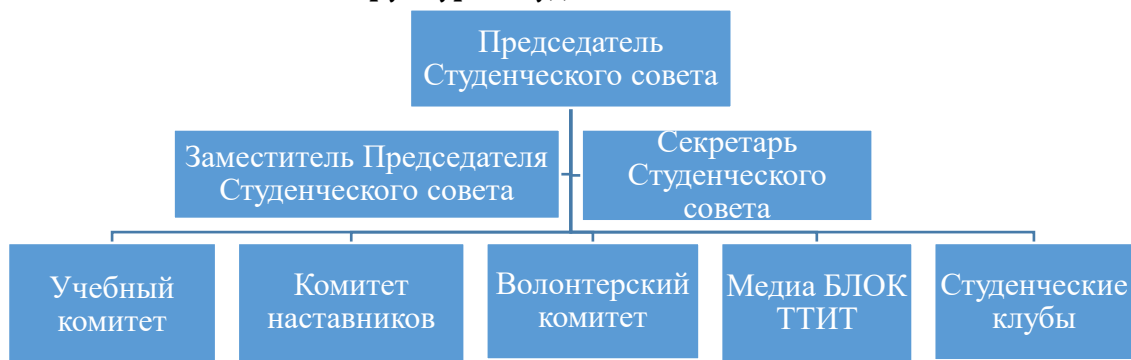 Председатель
Студенческого совета
Заместитель Председателя
Студенческого совета
Секретарь
Студенческого
совета
Учебный
комитет
Комитет
наставников
Волонтерский
комитет
Медиа БЛОК
ТТИТ
Студенческие
клубы